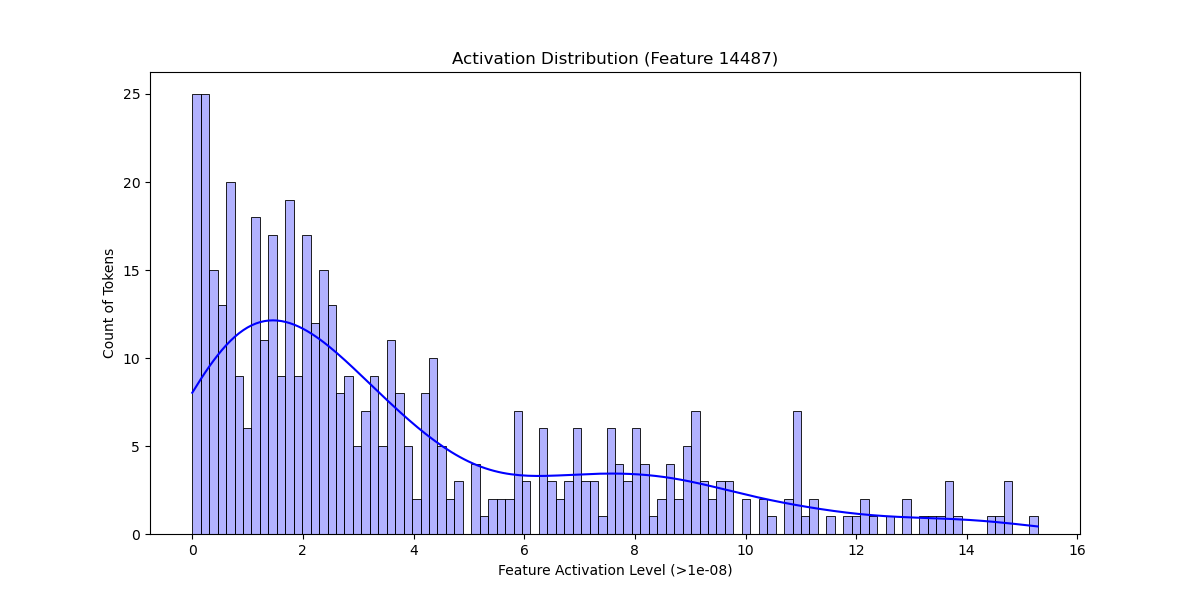 Activation Distribution (Feature 14487)
25
20
15
10
5
0
Count of Tokens
0 2 4 6 8 10 12 14 16
Feature Activation Level (>1e-08)